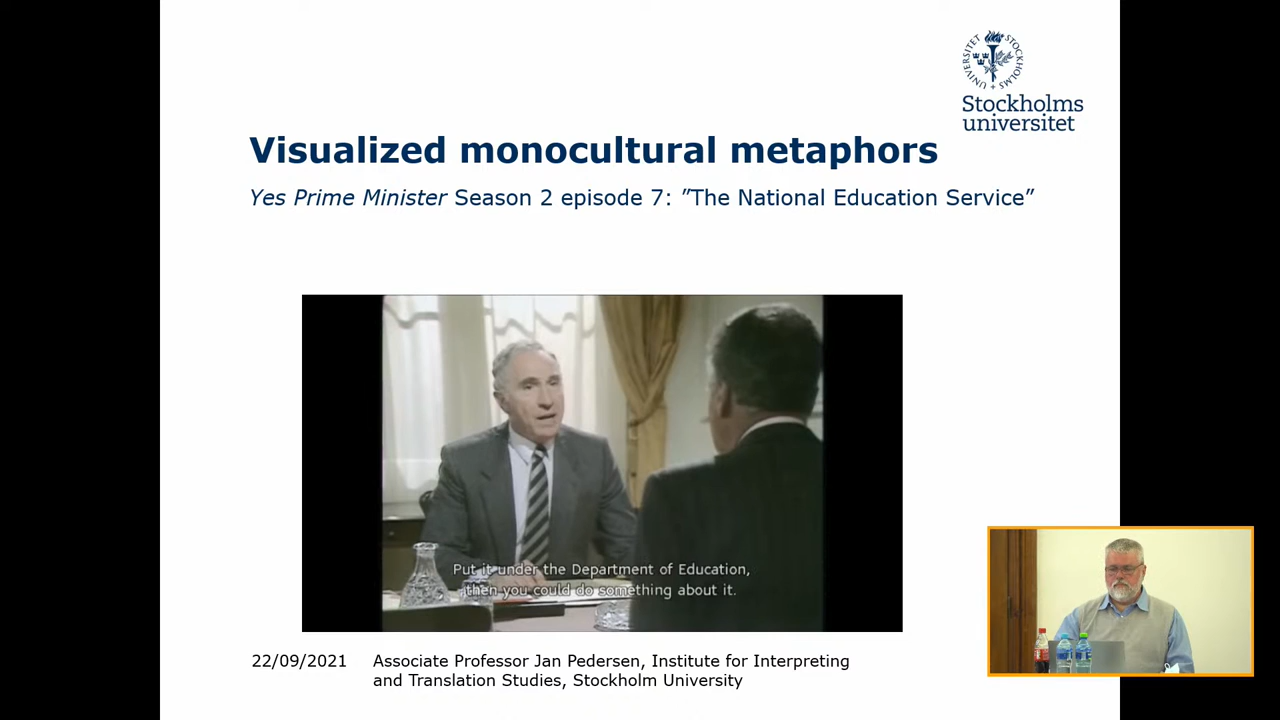 STOCKHOLMS UNIVERSITET
Stockholms
universitet
Visualized monocultural metaphors
Yes Prime Minister Season 2 episode 7: ”The National Education Service”
Put it under the Department of Education,
then you could do something about it.
22/09/2021 Associate Professor Jan Pedersen, Institute for Interpreting
and Translation Studies, Stockholm University